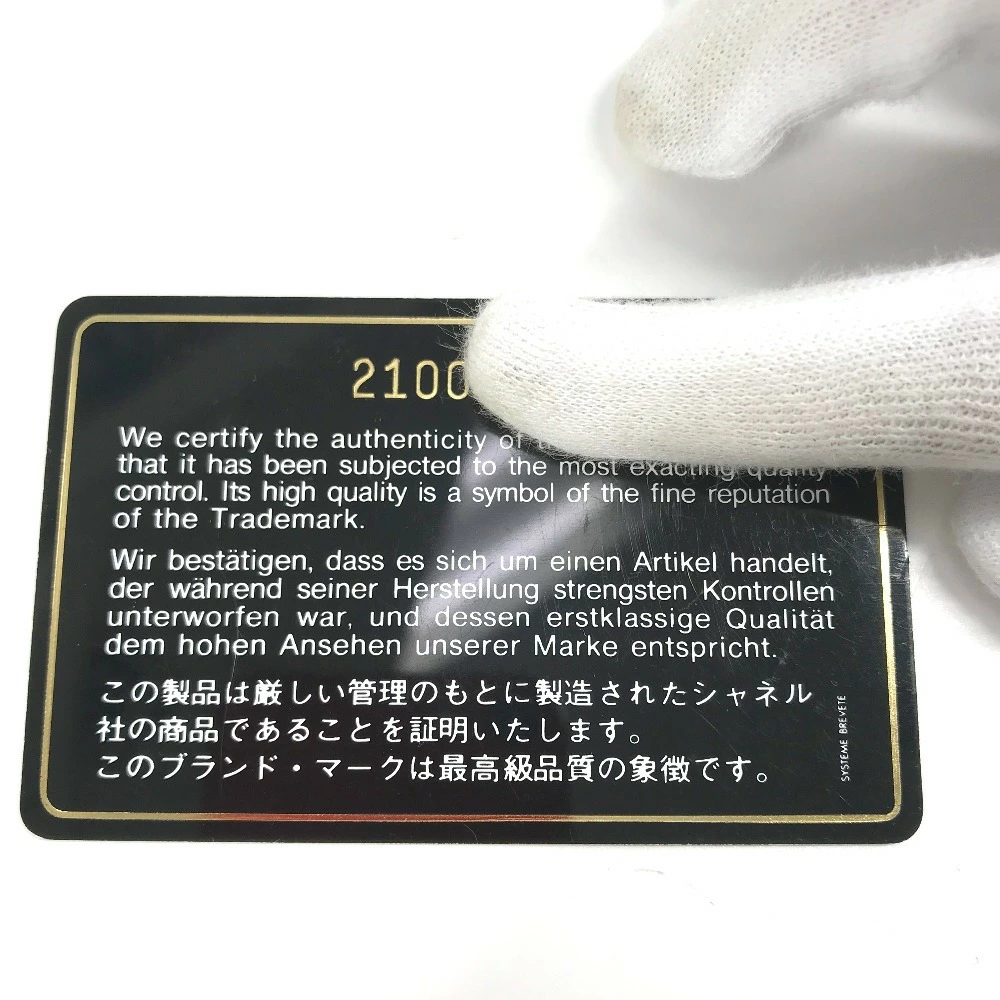 2100
We certify the authenticity of
that it has been subjected to the most exacting quality
control. Its high quality is a symbol of the fine reputation
of the Trademark.
Wir bestätigen, dass es sich um einen Artikel handelt,
der während seiner Herstellung strengsten Kontrollen
unterworfen war, und dessen erstklassige Qualität
dem hohen Ansehen unserer Marke entspricht.
この製品は厳しい管理のもとに製造されたシャネル
社の商品であることを証明いたします。
このブランド・マークは最高級品質の象徴です。
SYSTEME BREVETE